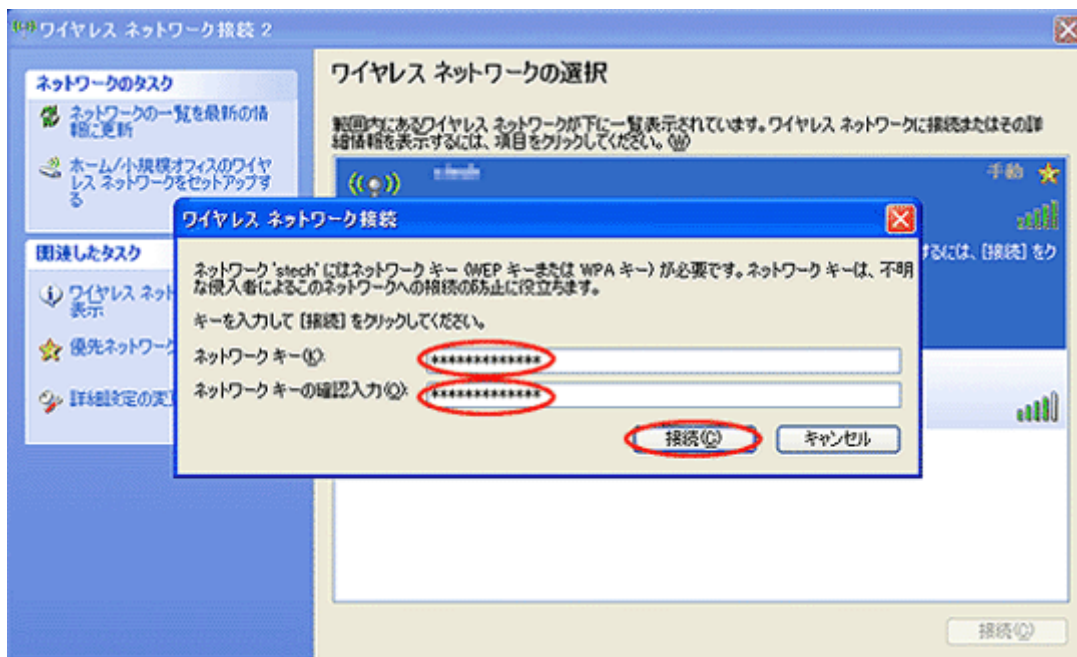 ワイヤレス ネットワーク接続 2
ネットワークのタスク
ネットワークの一覧を最新の情
報に更新
ホーム/小規模オフィスのワイヤ
レス ネットワークをセットアップす
る
関連したタスク
ワイヤレス ネット
表示
優先ネットワーク
詳細設定の変更
ワイヤレス ネットワークの選択
範囲内にあるワイヤレス ネットワークが下に一覧表示されています。ワイヤレス ネットワークに接続またはその詳
細情報を表示するには、項目をクリックしてください。(W)
手動
するには、[接続] をク
ワイヤレス ネットワーク接続
ネットワーク 'stech' にはネットワーク キー (WEP キーまたは WPA キー) が必要です。ネットワーク キーは、不明
な侵入者によるこのネットワークへの接続の防止に役立ちます。
キーを入力して [接続] をクリックしてください。
ネットワーク キー(K):
*************
ネットワーク キーの確認入力(O):
*************
接続(C)
キャンセル
接続(C)